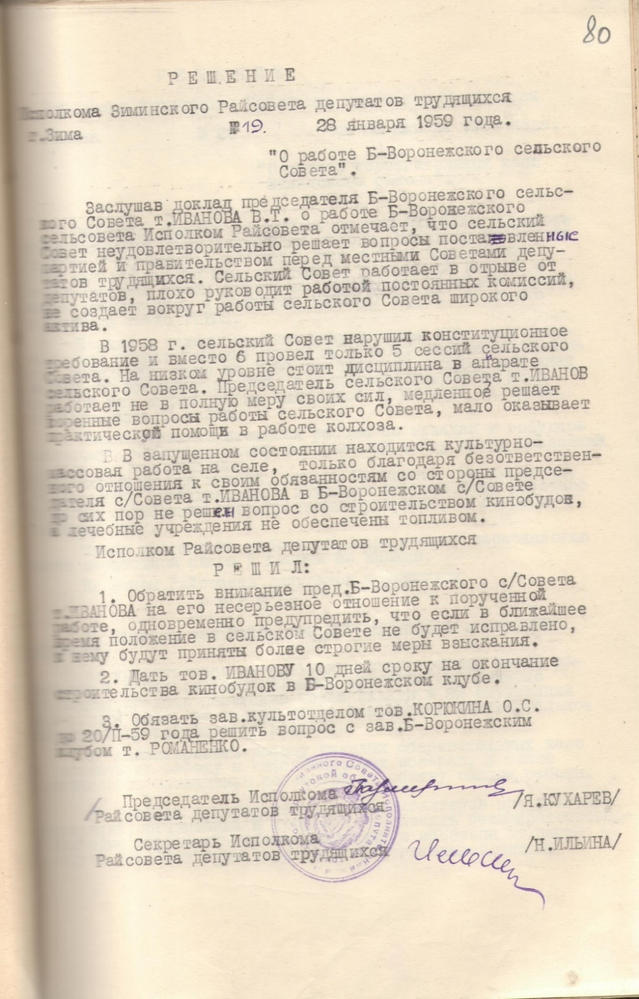 80
РЕШЕНИЕ
Исполкома Зиминского Райсовета депутатов трудящихся
г.Зима №19. 28 января 1959 года.
"О работе Б-Воронежского сельского
Совета".
Заслушав доклад председателя Б-Воронежского сельс-
кого Совета т.ИВАНОВА В.Т. о работе Б-Воронежского
сельсовета Исполком Райсовета отмечает, что сельский
Совет неудовлетворительно решает вопросы поставленные
партией и правительством перед местными Советами депу-
татов трудящихся. Сельский Совет работает в отрыве от
депутатов, плохо руководит работой постоянных комиссий,
не создает вокруг работы сельского Совета широкого
актива.
В 1958 г. сельский Совет нарушил конституционное
требование и вместо 6 провел только 5 сессий сельского
Совета. На низком уровне стоит дисциплина в аппарате
сельского Совета. Председатель сельского Совета т.ИВАНОВ
работает не в полную меру своих сил, медленно, решает
коренные вопросы работы сельского Совета, мало оказывает
практической помощи в работе колхоза.
В В запущенном состоянии находится культурно-
массовая работа на селе, только благодаря безответствен-
ного отношения к своим обязанностям со стороны предсе-
дателя с/Совета т.ИВАНОВА в Б-Воронежском с/Совете
до сих пор не решен вопрос со строительством кинобудок,
а лечебные учреждения не обеспечены топливом.
Исполком Райсовета депутатов трудящихся
РЕШИЛ:
1. Обратить внимание пред.Б-Воронежского с/Совета
т.ИВАНОВА на его несерьезное отношение к порученной
работе, одновременно предупредить, что если в ближайшее
время положение в сельском Совете не будет исправлено,
к нему будут приняты более строгие меры взыскания.
2. Дать тов. ИВАНОВУ 10 дней сроку на окончание
строительства кинобудок в Б-Воронежском клубе.
3. Обязать зав.культотделом тов.КОРЮКИНА О.С.
до 20/П-59 года решить вопрос с зав.Б-Воронежским
клубом т. РОМАНЕНКО.
Председатель Исполкома
Райсовета депутатов трудящихся /Я.КУХАРЕВ/
Секретарь Исполкома
Райсовета депутатов трудящихся /Н.ИЛЬИНА/